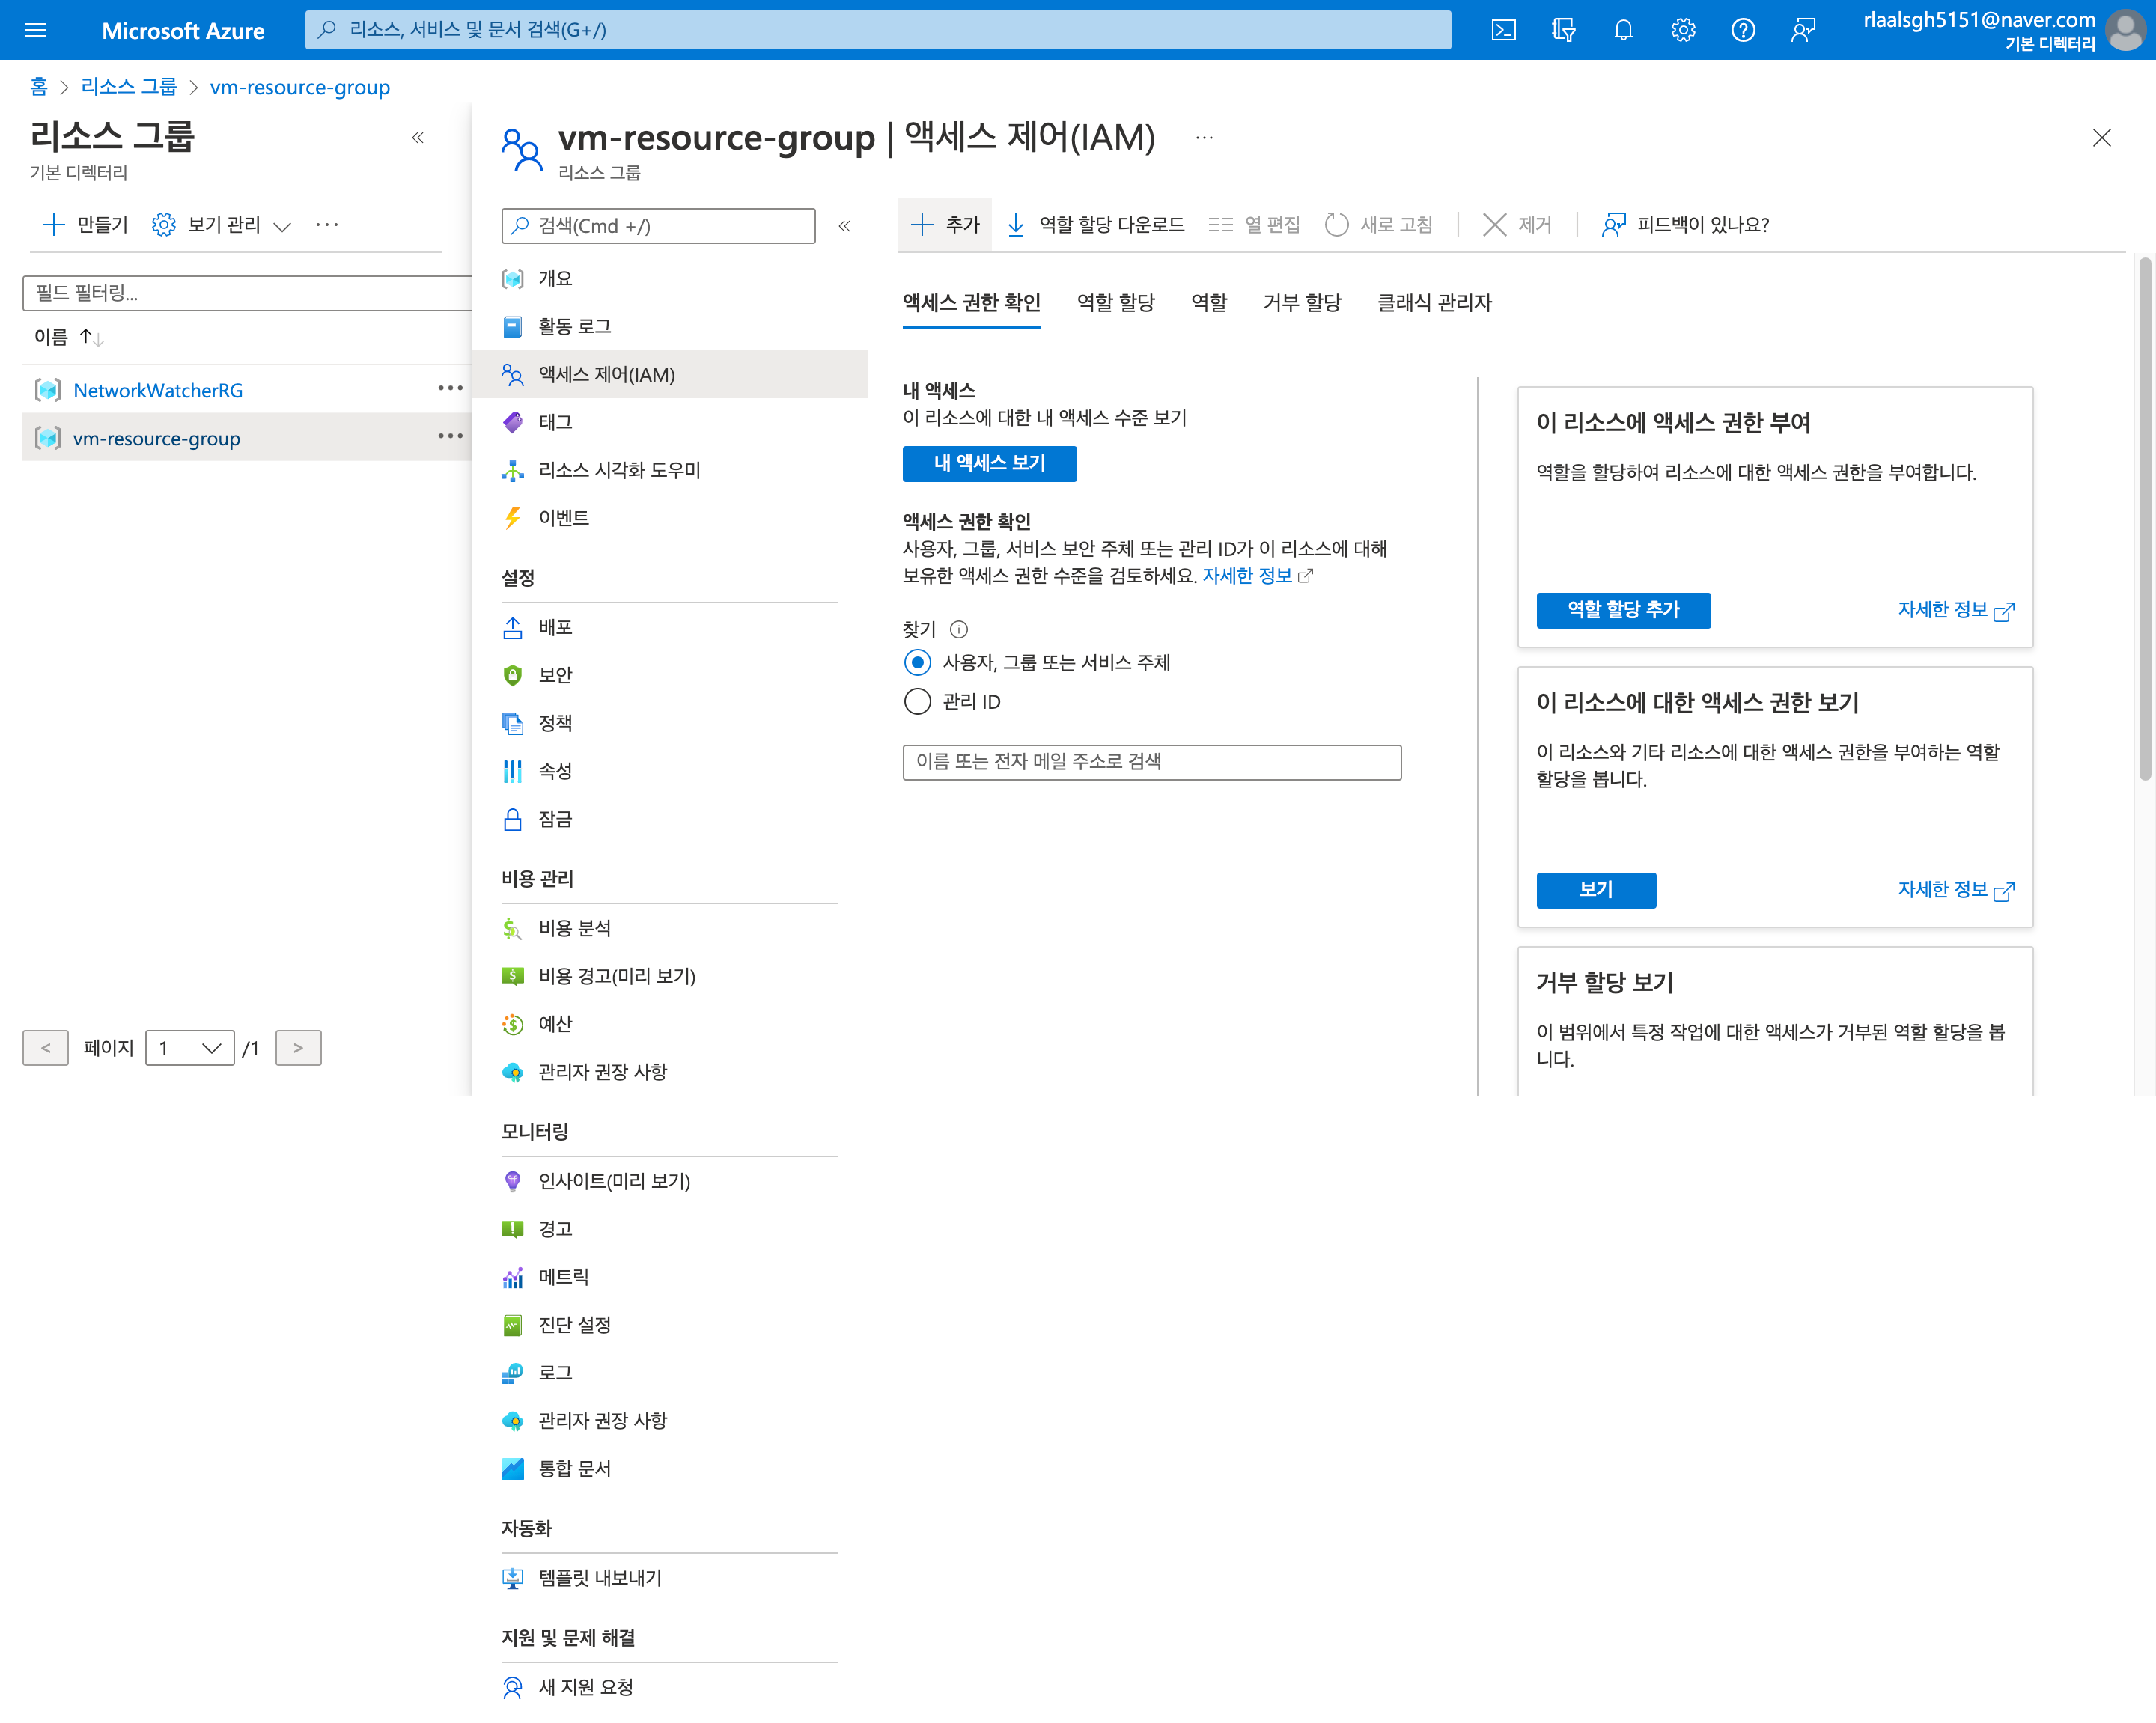 Microsoft Azure
리소스, 서비스 및 문서 검색(G+/)
rlaalsgh5151@naver.com
기본 디렉터리
홈 > 리소스 그룹 > vm-resource-group
리소스 그룹
기본 디렉터리
만들기
보기 관리
필드 필터링...
이름
NetworkWatcherRG
vm-resource-group
< 페이지 1 /1 >
vm-resource-group | 액세스 제어(IAM)
리소스 그룹
검색(Cmd +/)
개요
활동 로그
액세스 제어(IAM)
태그
리소스 시각화 도우미
이벤트
설정
배포
보안
정책
속성
잠금
비용 관리
비용 분석
비용 경고(미리 보기)
예산
관리자 권장 사항
모니터링
인사이트(미리 보기)
경고
메트릭
진단 설정
로그
관리자 권장 사항
통합 문서
자동화
템플릿 내보내기
지원 및 문제 해결
새 지원 요청
추가
역할 할당 다운로드
열 편집
새로 고침
제거
피드백이 있나요?
액세스 권한 확인
역할 할당
역할
거부 할당
클래식 관리자
내 액세스
이 리소스에 대한 내 액세스 수준 보기
내 액세스 보기
액세스 권한 확인
사용자, 그룹, 서비스 보안 주체 또는 관리 ID가 이 리소스에 대해
보유한 액세스 권한 수준을 검토하세요. 자세한 정보
찾기
사용자, 그룹 또는 서비스 주체
관리 ID
이름 또는 전자 메일 주소로 검색
이 리소스에 액세스 권한 부여
역할을 할당하여 리소스에 대한 액세스 권한을 부여합니다.
역할 할당 추가
자세한 정보
이 리소스에 대한 액세스 권한 보기
이 리소스와 기타 리소스에 대한 액세스 권한을 부여하는 역할
할당을 봅니다.
보기
자세한 정보
거부 할당 보기
이 범위에서 특정 작업에 대한 액세스가 거부된 역할 할당을 봅
니다.